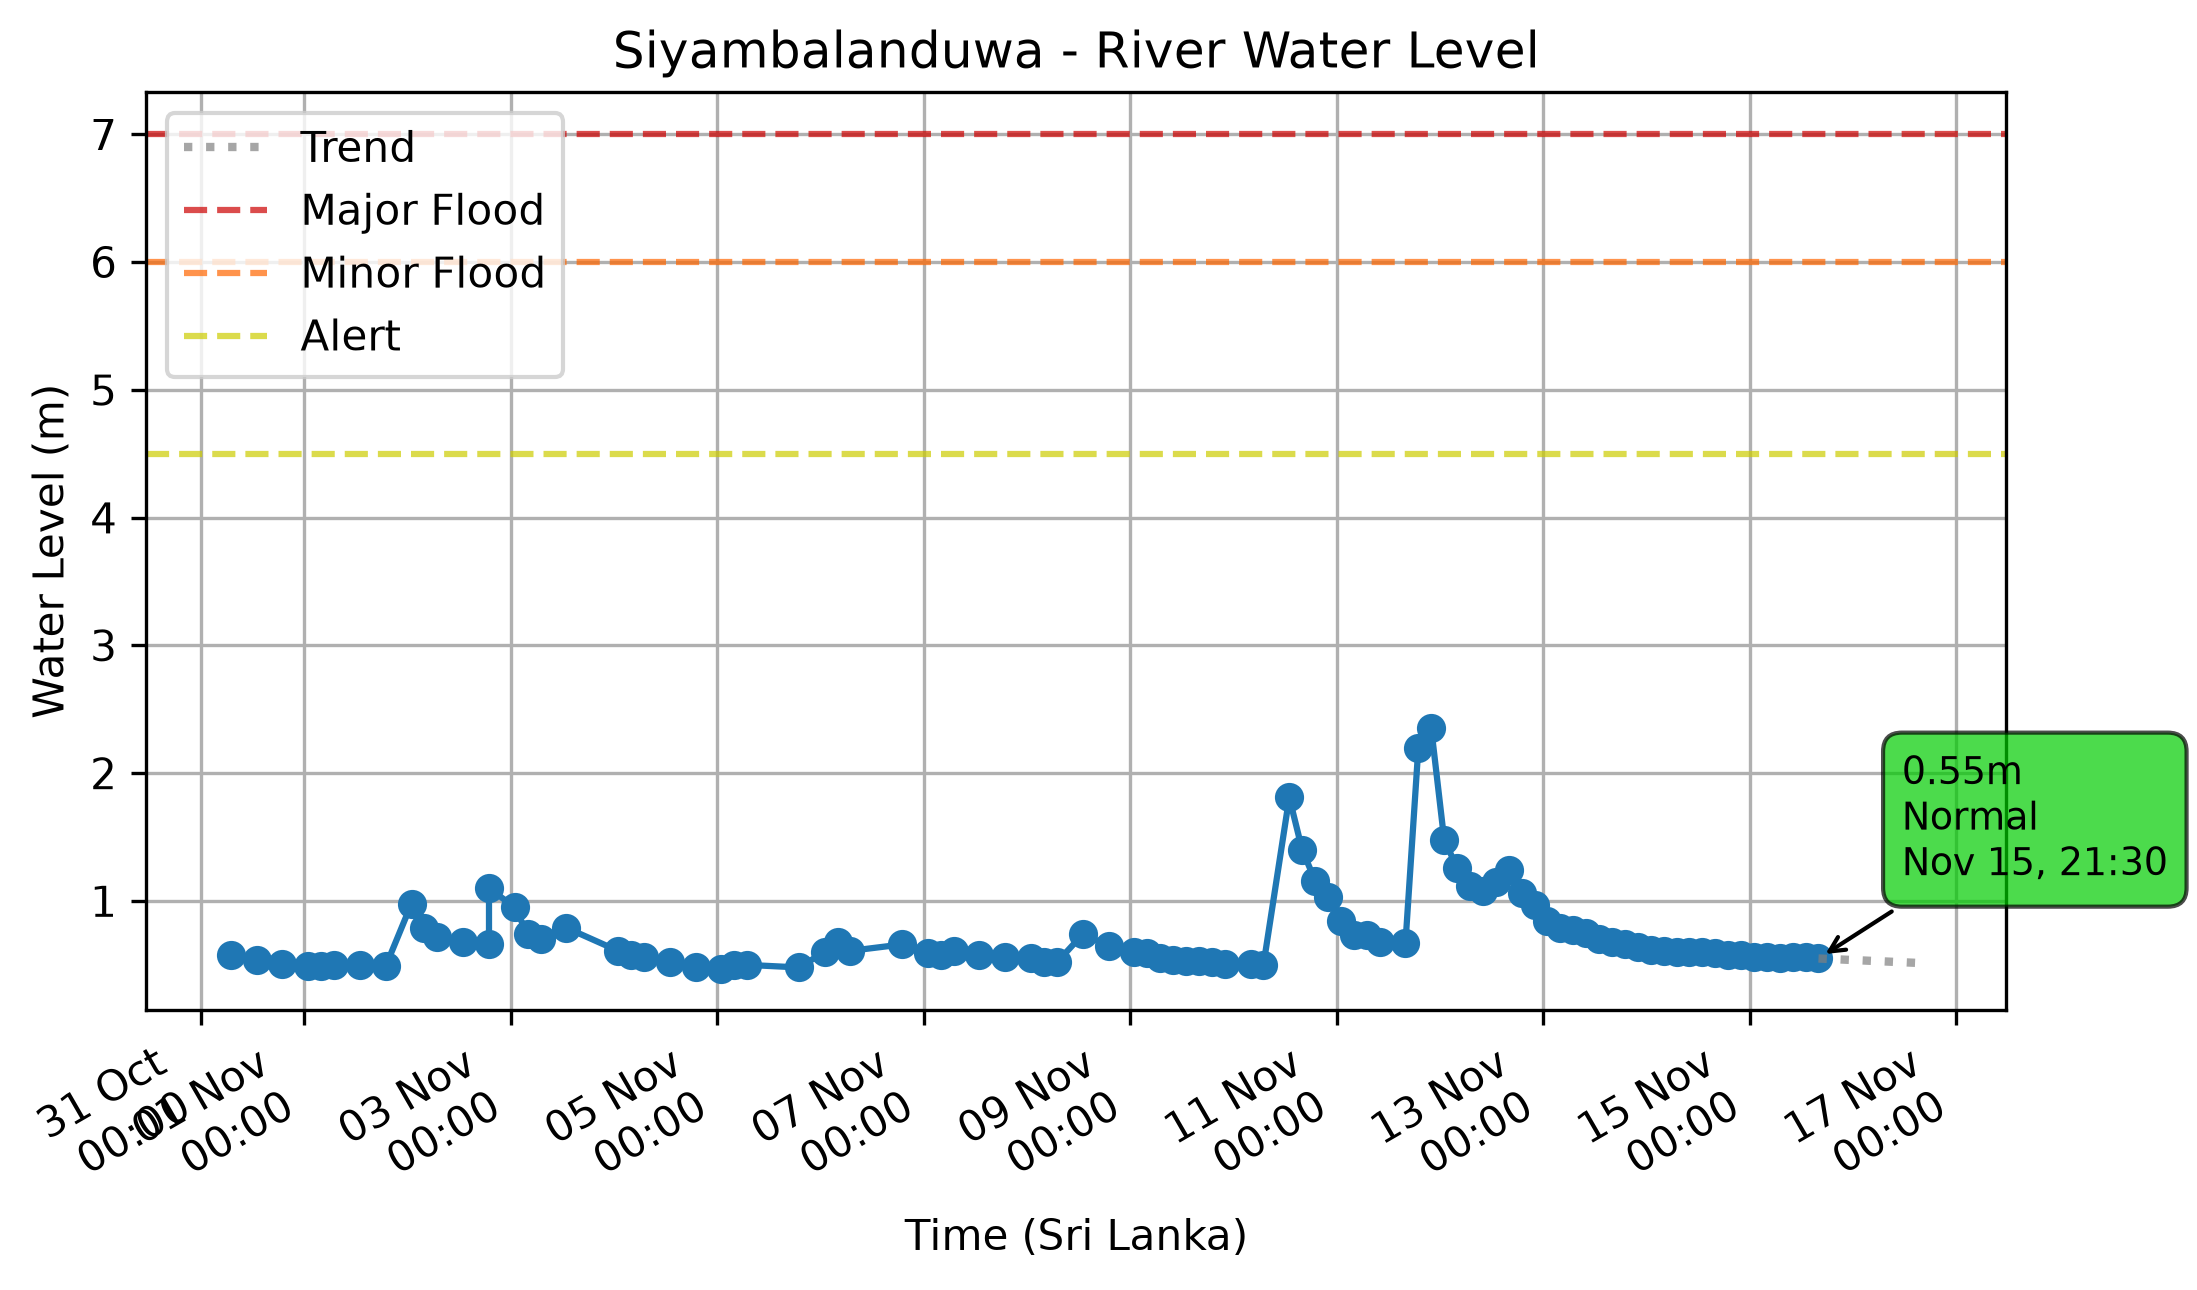 Siyambalanduwa - River Water Level
Trend
Major Flood
Minor Flood
Alert
7
6
5
4
3
2
1
Water Level (m)
0.55m
Normal
Nov 15, 21:30
31 Oct
00:00
01 Nov
00:00
03 Nov
00:00
05 Nov
00:00
07 Nov
00:00
09 Nov
00:00
11 Nov
00:00
13 Nov
00:00
15 Nov
00:00
17 Nov
00:00
Time (Sri Lanka)